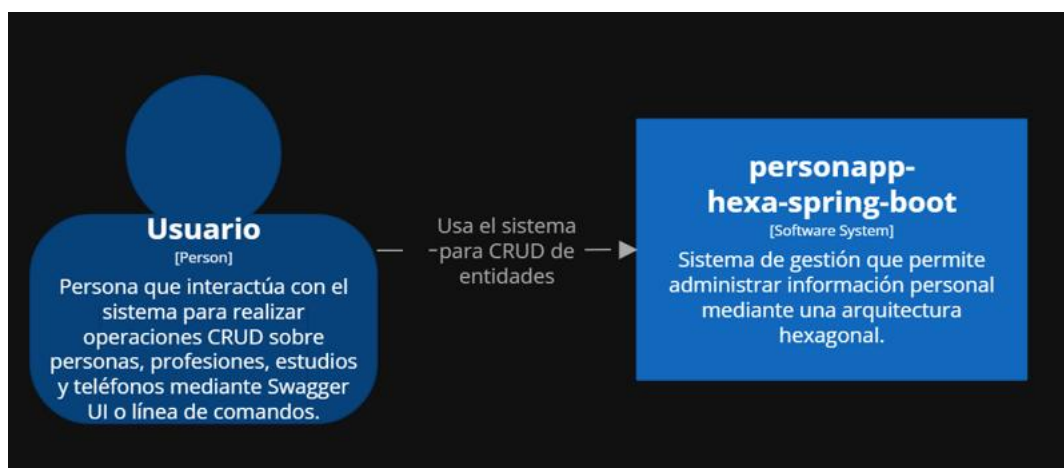 Usuario
[Person]
Persona que interactúa con el
sistema para realizar
operaciones CRUD sobre
personas, profesiones, estudios
y teléfonos mediante Swagger
UI o línea de comandos.
Usa el sistema
para CRUD de
entidades
personapp-
hexa-spring-boot
[Software System]
Sistema de gestión que permite
administrar información personal
mediante una arquitectura
hexagonal.